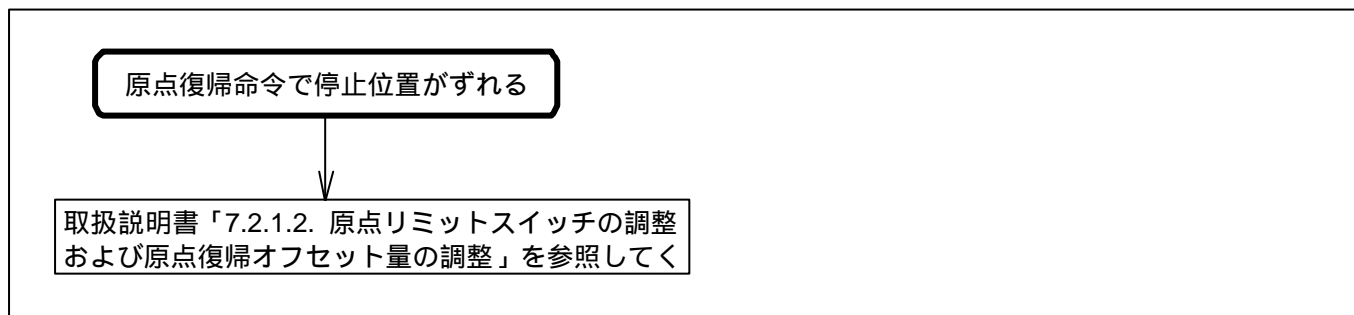 原点復帰命令で停止位置がずれる
取扱説明書「7.2.1.2. 原点リミットスイッチの調整
および原点復帰オフセット量の調整」を参照してく